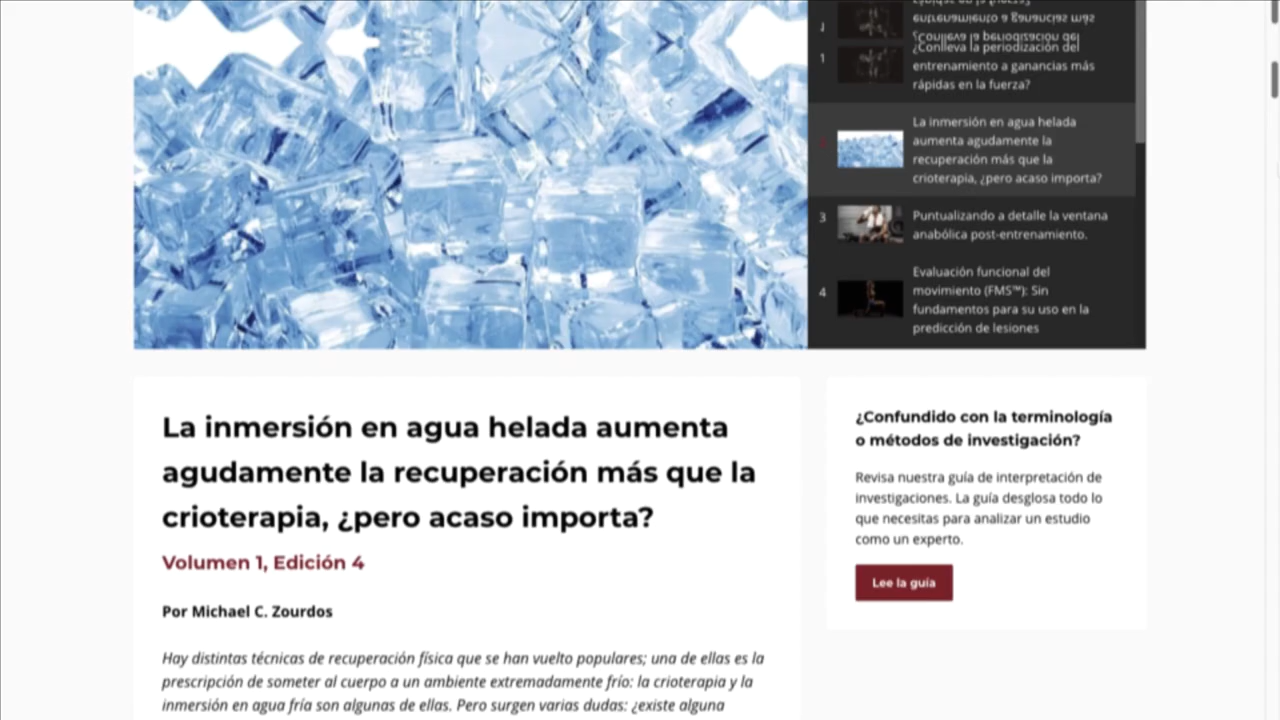 1
¿Conlleva la periodización del
entrenamiento a ganancias más
rápidas en la fuerza?
La inmersión en agua helada
aumenta agudamente la
recuperación más que la
crioterapia, ¿pero acaso importa?
3
Puntualizando a detalle la ventana
anabólica post-entrenamiento.
4
Evaluación funcional del
movimiento (FMS™): Sin
fundamentos para su uso en la
predicción de lesiones
La inmersión en agua helada aumenta
agudamente la recuperación más que la
crioterapia, ¿pero acaso importa?
Volumen 1, Edición 4
Por Michael C. Zourdos
Hay distintas técnicas de recuperación física que se han vuelto populares; una de ellas es la
prescripción de someter al cuerpo a un ambiente extremadamente frío: la crioterapia y la
inmersión en agua fría son algunas de ellas. Pero surgen varias dudas: ¿existe alguna
¿Confundido con la terminología
o métodos de investigación?
Revisa nuestra guía de interpretación de
investigaciones. La guía desglosa todo lo
que necesitas para analizar un estudio
como un experto.
Lee la guía